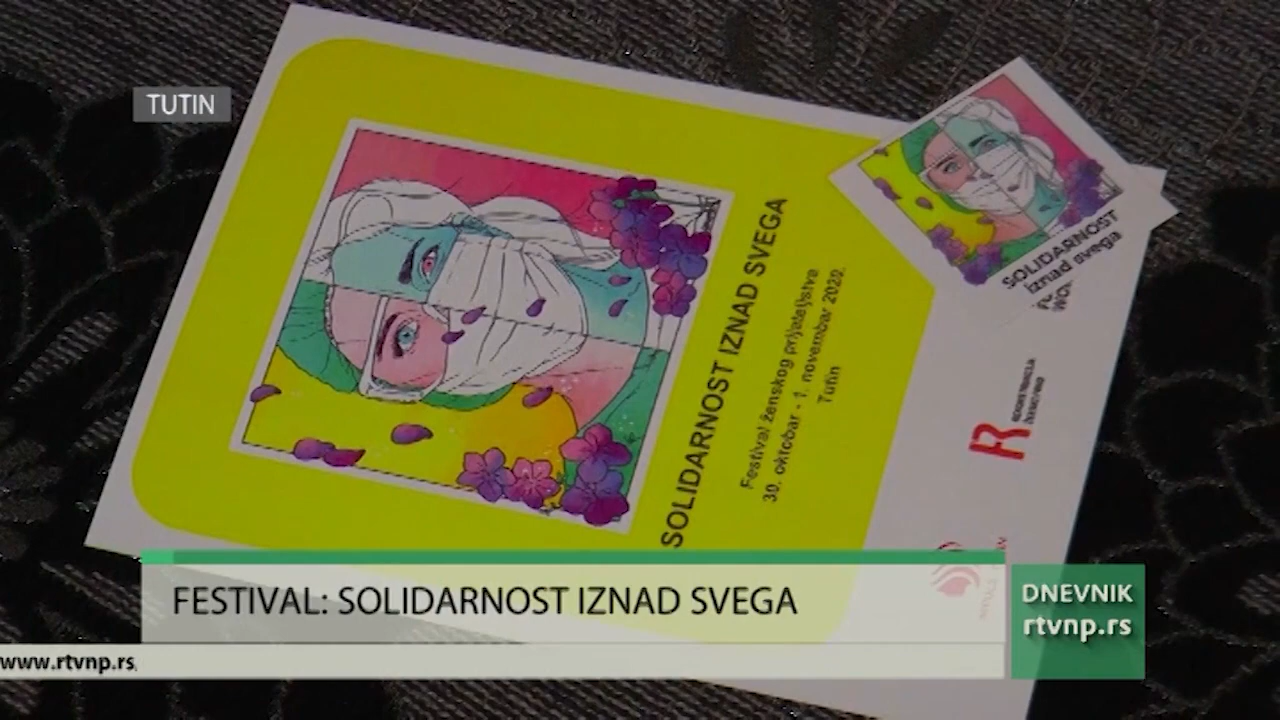 TUTIN
SOLIDARNOST IZNAD SVEGA
Festival ženskog prijateljstva
30. oktobar - 1. novembar 2020.
Tutin
SOLIDARNOST
iznad svega
FESTIVAL: SOLIDARNOST IZNAD SVEGA
DNEVNIK
rtvnp.rs
www.rtvnp.rs